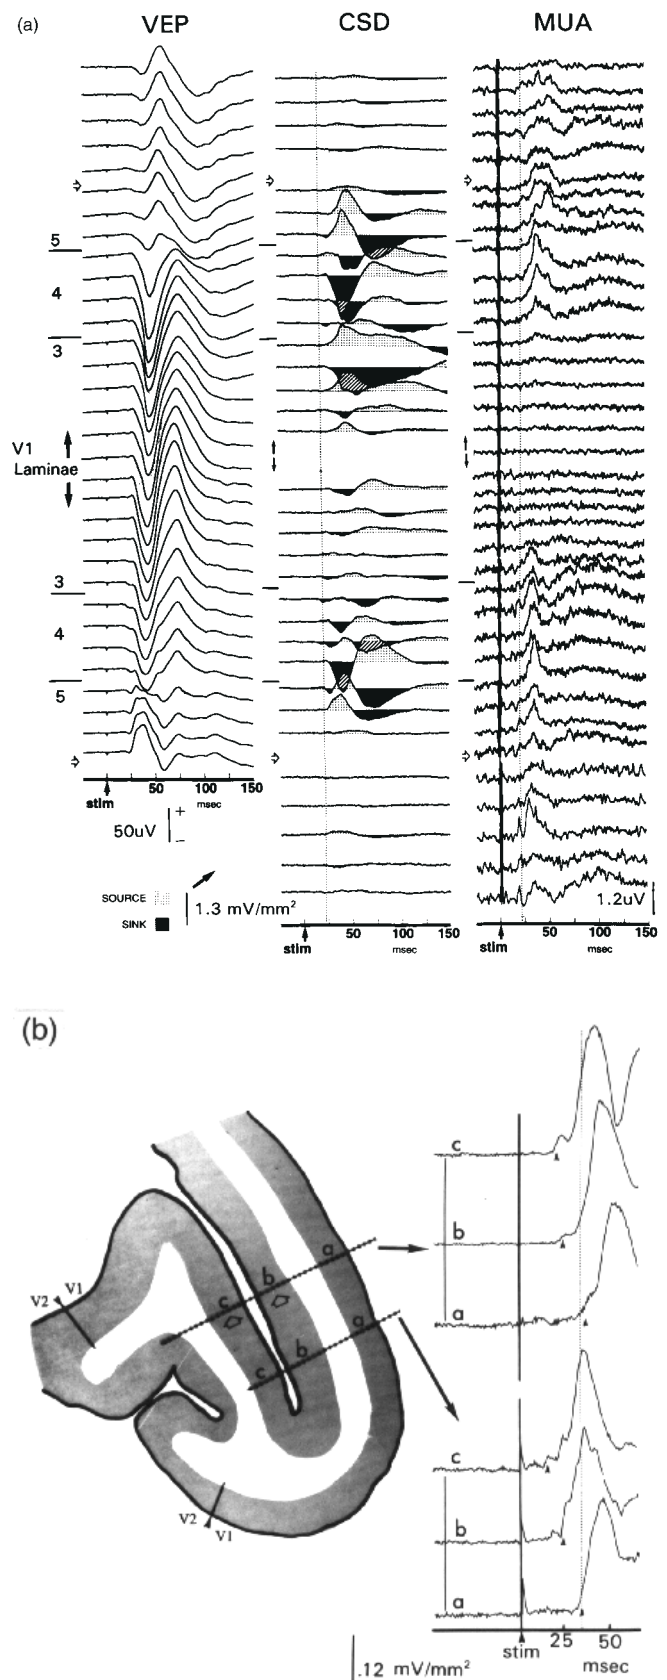 (a)
VEP CSD MUA
5
4
3
V1
Laminae
3
4
5
stim 50 100 150
msec
50uV + –
SOURCE
SINK
1.3 mV/mm²
stim 50 100 150
msec
1.2uV
stim 50 100 150
msec
(b)
c
b
a
a
b
c
V2 V1
a
b
c
c
b
V2
V1
a
stim 25 50
msec
.12 mV/mm²